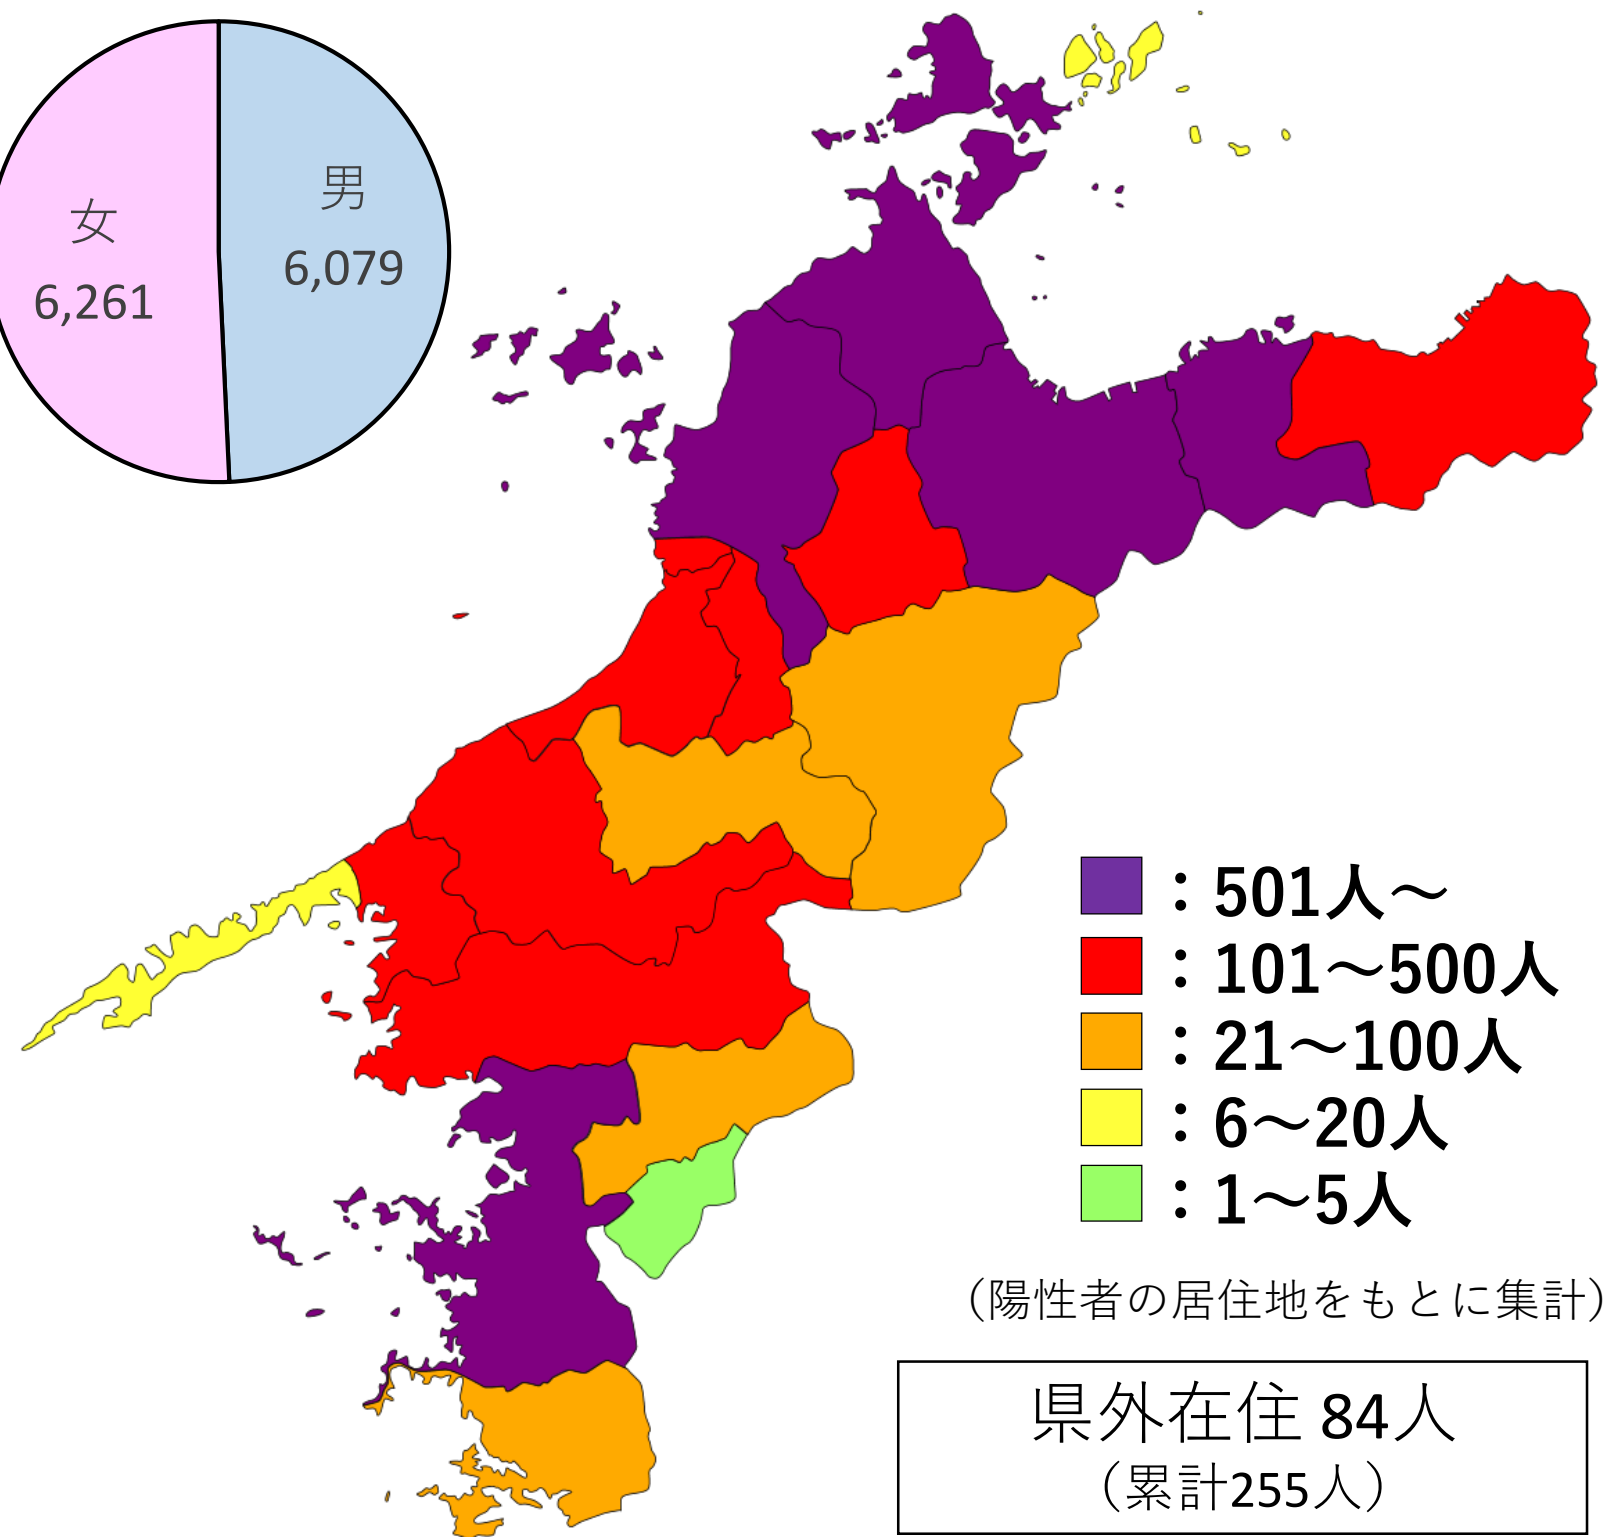 女
6,261
男
6,079
：501人～
：101～500人
：21～100人
：6～20人
：1～5人
（陽性者の居住地をもとに集計）
県外在住 84人
（累計255人）